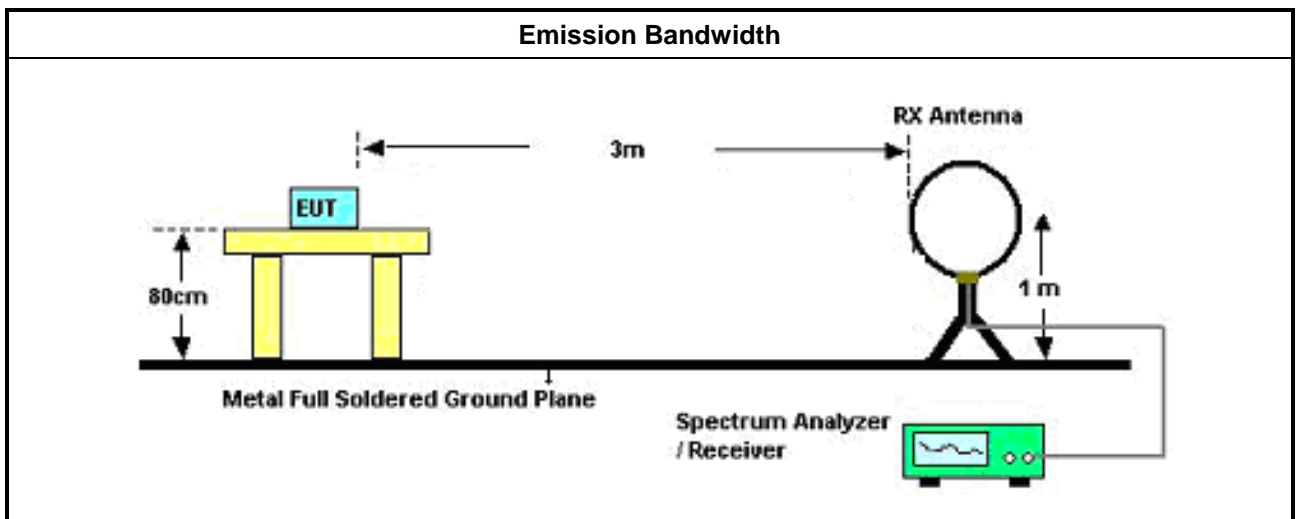 Emission Bandwidth
RX Antenna
3m
EUT
80cm
1 m
Metal Full Soldered Ground Plane
Spectrum Analyzer
/ Receiver